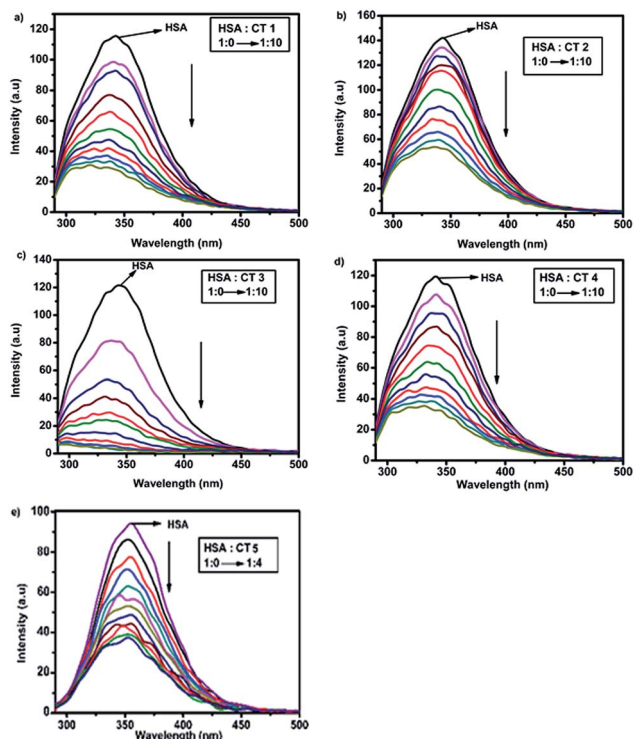 a)
HSA
HSA : CT 1
1:0→1:10
120
100
80
60
40
20
0
Intensity (a.u)
300 350 400 450 500
Wavelength (nm)
b)
HSA
HSA : CT 2
1:0→1:10
160
140
120
100
80
60
40
20
0
Intensity (a.u)
300 350 400 450 500
Wavelength (nm)
c)
HSA
HSA : CT 3
1:0→1:10
140
120
100
80
60
40
20
0
Intensity (a.u)
290 350 400 450 500
Wavelength (nm)
d)
HSA
HSA : CT 4
1:0→1:10
120
100
80
60
40
20
0
Intensity (a.u)
300 350 400 450 500
Wavelength (nm)
e)
HSA
HSA : CT 5
1:0→1:4
100
80
60
40
20
0
Intensity (a.u)
300 350 400 450 500
Wavelength (nm)